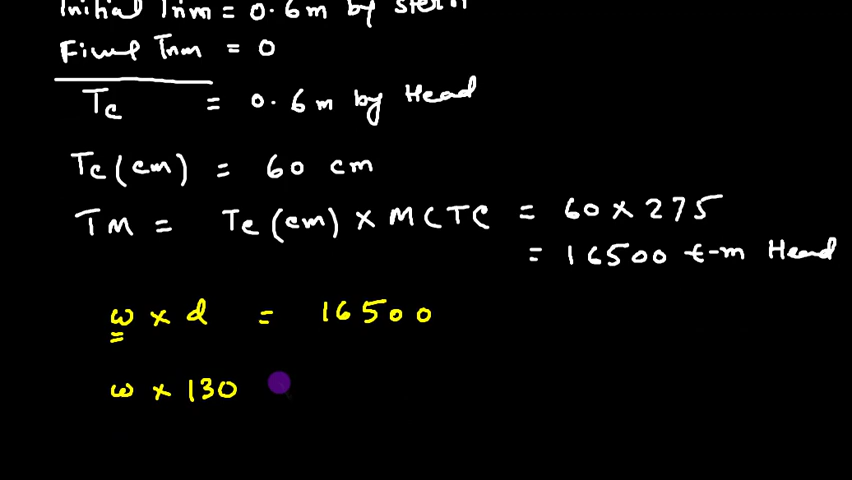 Initial Trim = 0.6m by stern
Final Trim = 0
Tc = 0.6m by Head
Tc(cm) = 60 cm
TM = Tc(cm) × MCTC = 60 × 275
= 16500 t-m Head
w × d = 16500
w × 130